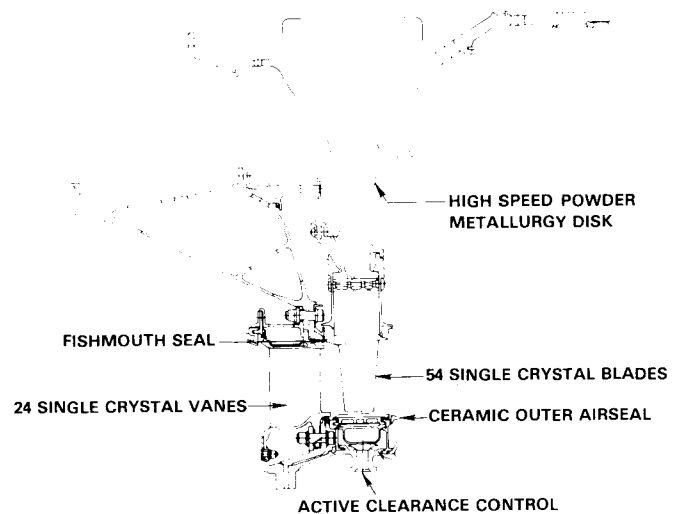 HIGH SPEED POWDER
METALLURGY DISK
FISHMOUTH SEAL
54 SINGLE CRYSTAL BLADES
24 SINGLE CRYSTAL VANES
CERAMIC OUTER AIRSEAL
ACTIVE CLEARANCE CONTROL